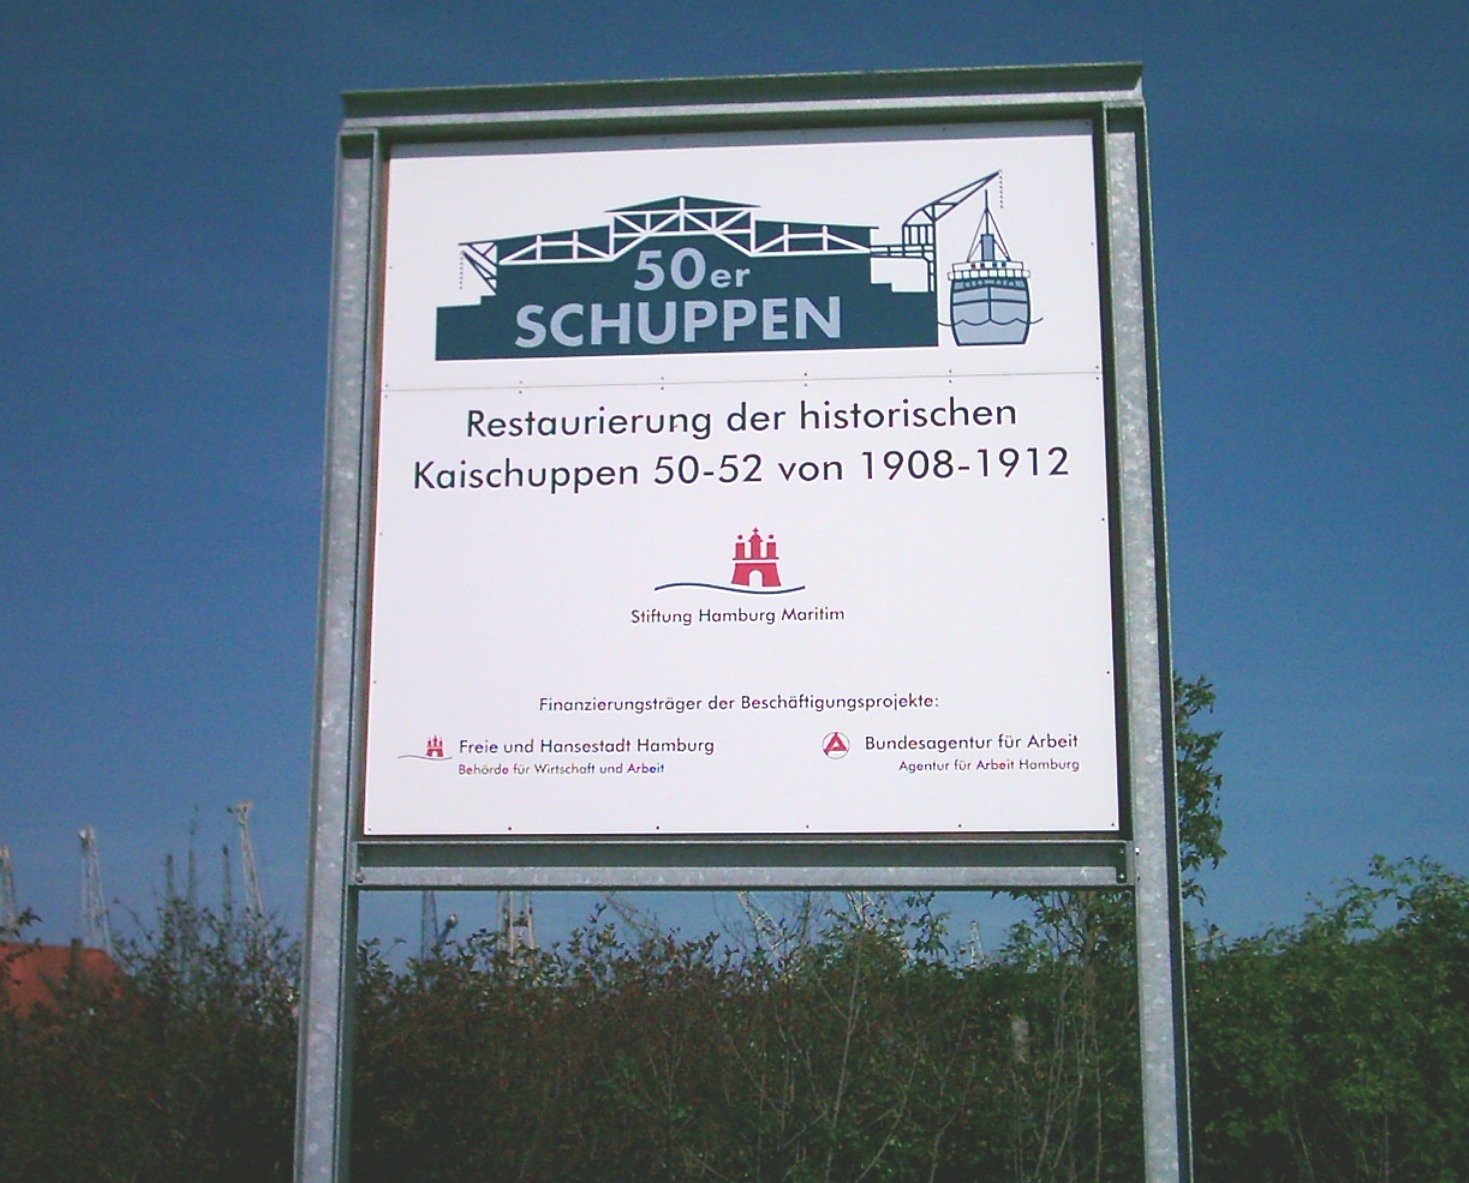 50er
SCHUPPEN
Restaurierung der historischen
Kaischuppen 50-52 von 1908-1912
Stiftung Hamburg Maritim
Finanzierungsträger der Beschäftigungsprojekte:
Freie und Hansestadt Hamburg
Behörde für Wirtschaft und Arbeit
Bundesagentur für Arbeit
Agentur für Arbeit Hamburg